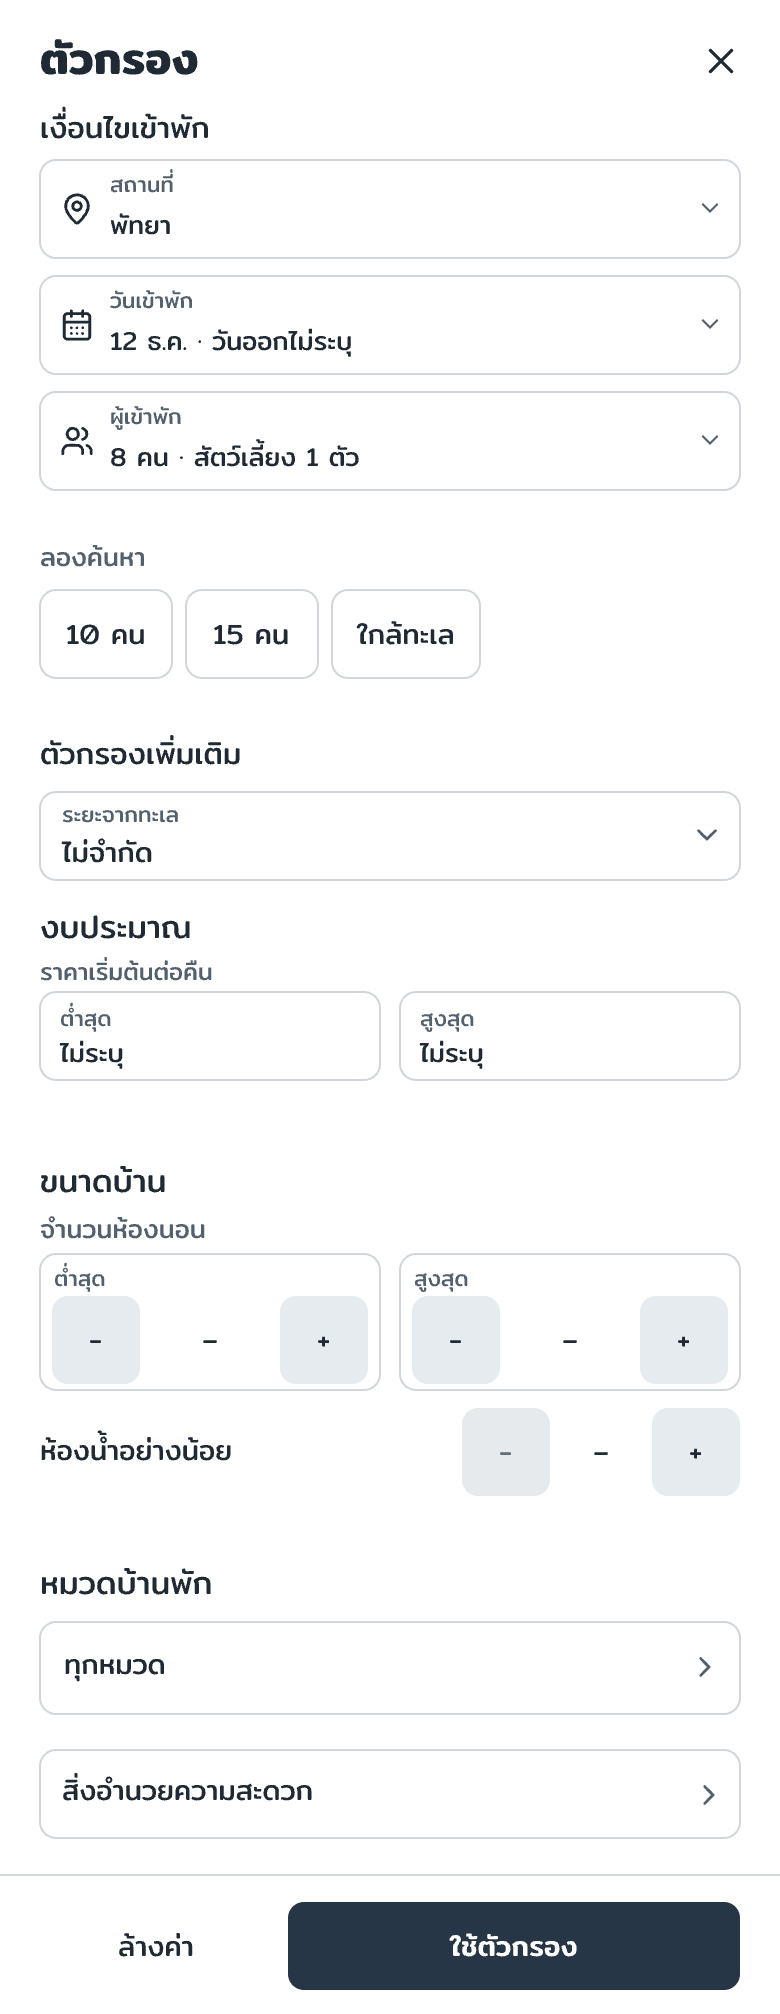 ตัวกรอง
เงื่อนไขเข้าพัก
สถานที่
พัทยา
วันเข้าพัก
12 ธ.ค. · วันออกไม่ระบุ
ผู้เข้าพัก
8 คน · สัตว์เลี้ยง 1 ตัว
ลองค้นหา
10 คน 15 คน ใกล้ทะเล
ตัวกรองเพิ่มเติม
ระยะจากทะเล
ไม่จำกัด
งบประมาณ
ราคาเริ่มต้นต่อคืน
ต่ำสุด สูงสุด
ไม่ระบุ ไม่ระบุ
ขนาดบ้าน
จำนวนห้องนอน
ต่ำสุด สูงสุด
- – + - – +
ห้องน้ำอย่างน้อย - – +
หมวดบ้านพัก
ทุกหมวด
สิ่งอำนวยความสะดวก
ล้างค่า ใช้ตัวกรอง